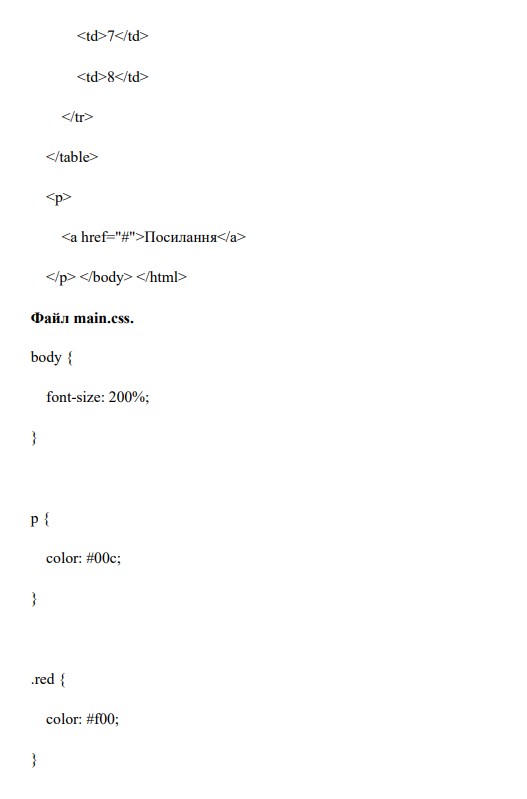 <td>7</td>
<td>8</td>
</tr>
</table>
<p>
<a href="#">Посилання</a>
</p> </body> </html>
Файл main.css.
body {
font-size: 200%;
}
p {
color: #00c;
}
.red {
color: #f00;
}